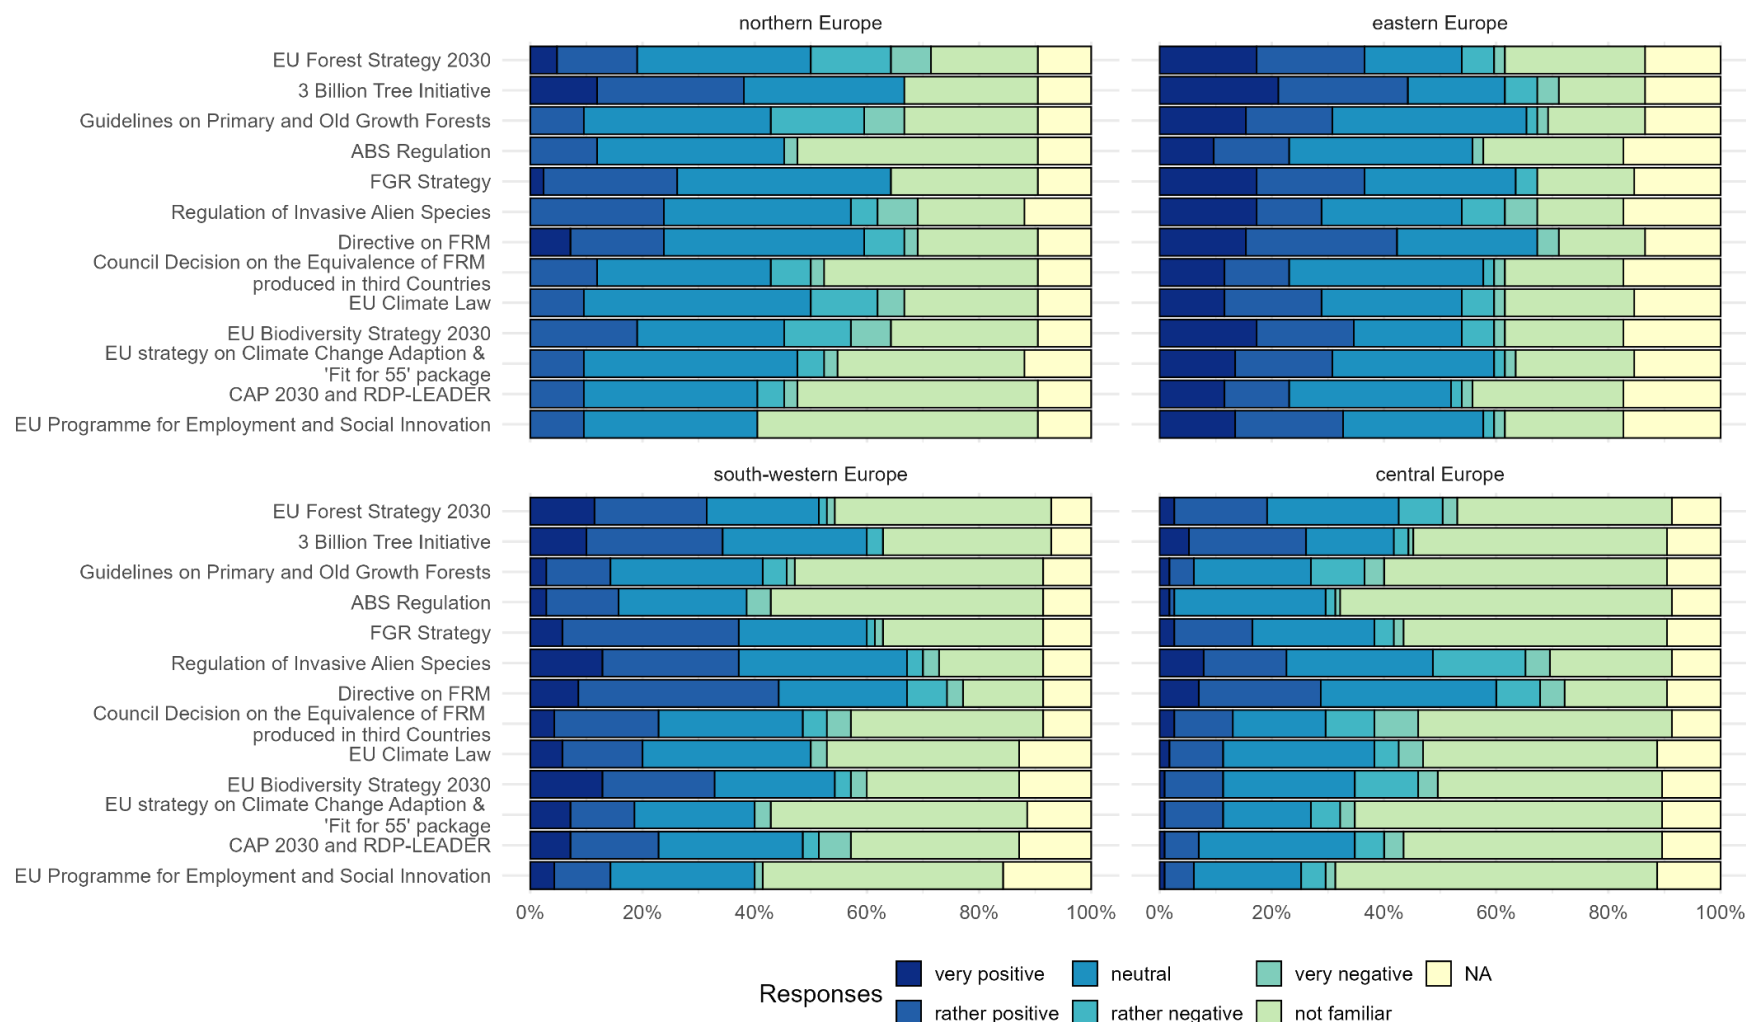 northern Europe
eastern Europe
EU Forest Strategy 2030
3 Billion Tree Initiative
Guidelines on Primary and Old Growth Forests
ABS Regulation
FGR Strategy
Regulation of Invasive Alien Species
Directive on FRM
Council Decision on the Equivalence of FRM
produced in third Countries
EU Climate Law
EU Biodiversity Strategy 2030
EU strategy on Climate Change Adaption &
'Fit for 55' package
CAP 2030 and RDP-LEADER
EU Programme for Employment and Social Innovation
south-western Europe
central Europe
EU Forest Strategy 2030
3 Billion Tree Initiative
Guidelines on Primary and Old Growth Forests
ABS Regulation
FGR Strategy
Regulation of Invasive Alien Species
Directive on FRM
Council Decision on the Equivalence of FRM
produced in third Countries
EU Climate Law
EU Biodiversity Strategy 2030
EU strategy on Climate Change Adaption &
'Fit for 55' package
CAP 2030 and RDP-LEADER
EU Programme for Employment and Social Innovation
0% 20% 40% 60% 80% 100%
0% 20% 40% 60% 80% 100%
Responses
very positive
neutral
very negative
NA
rather positive
rather negative
not familiar